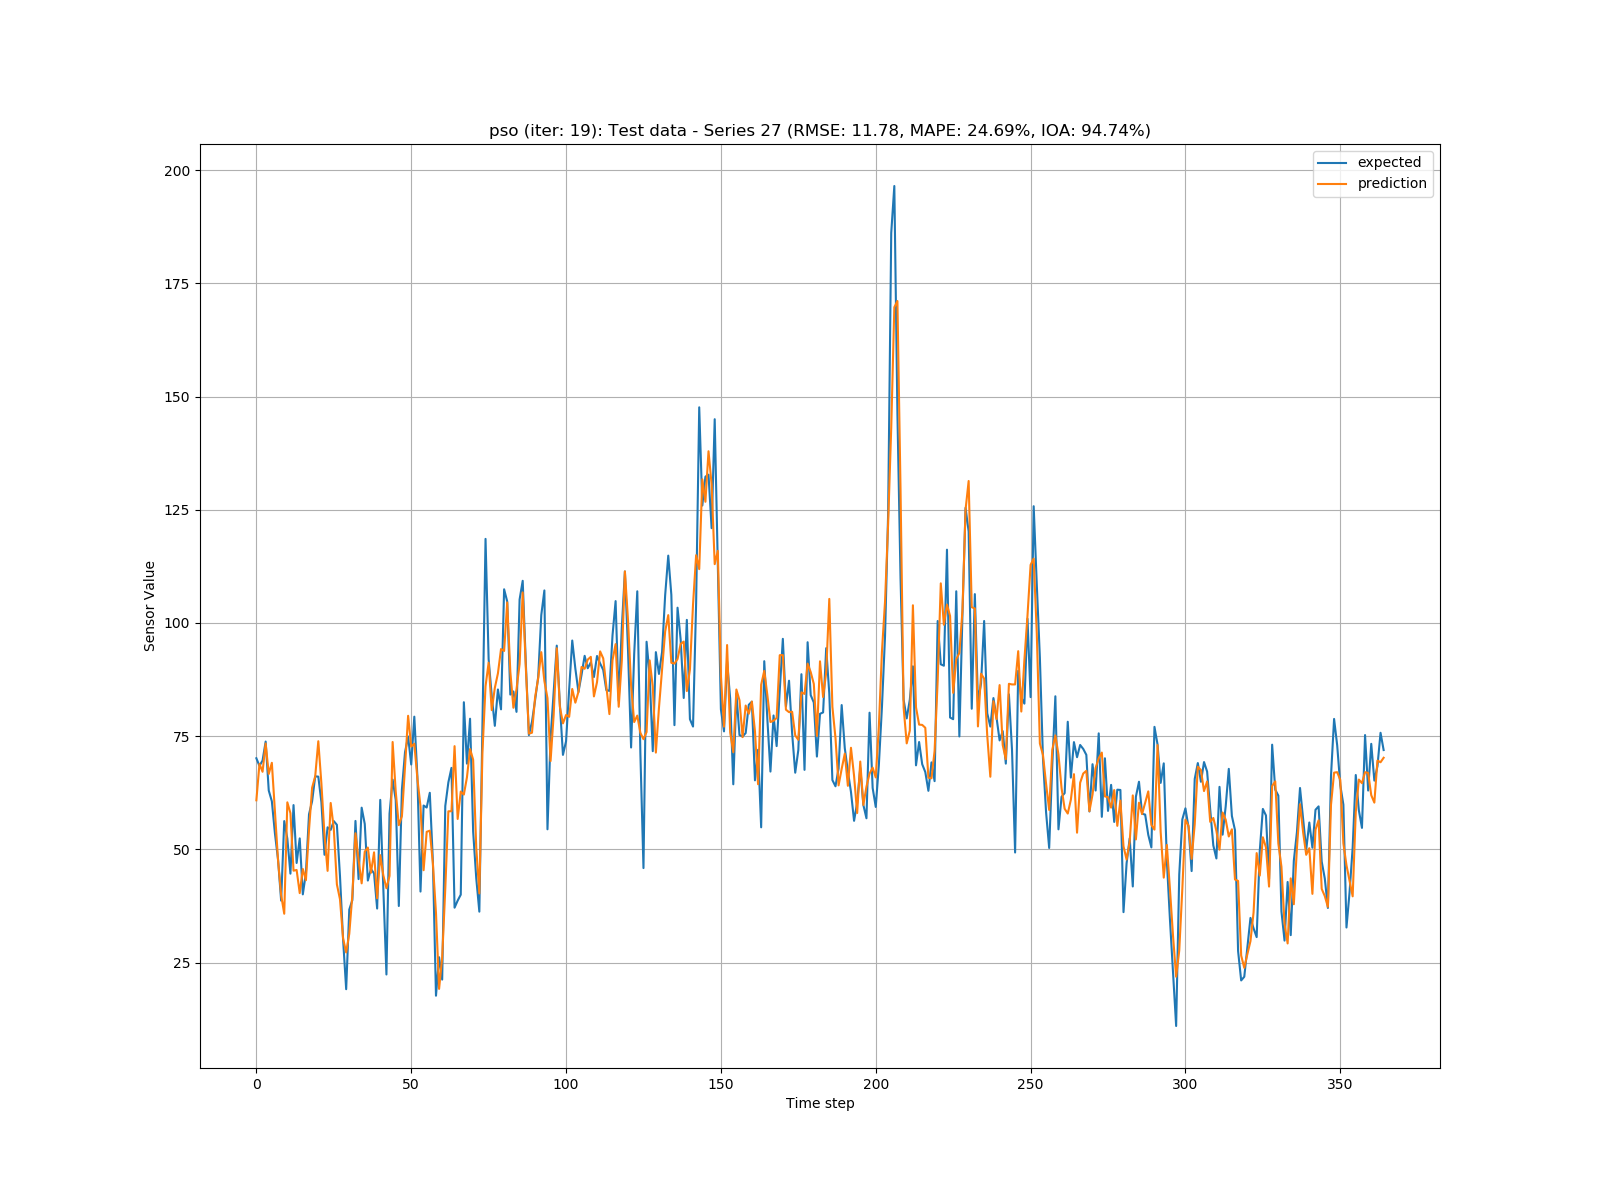 pso (iter: 19): Test data - Series 27 (RMSE: 11.78, MAPE: 24.69%, IOA: 94.74%)
expected
prediction
200
175
150
125
100
75
50
25
Sensor Value
0 50 100 150 200 250 300 350
Time step